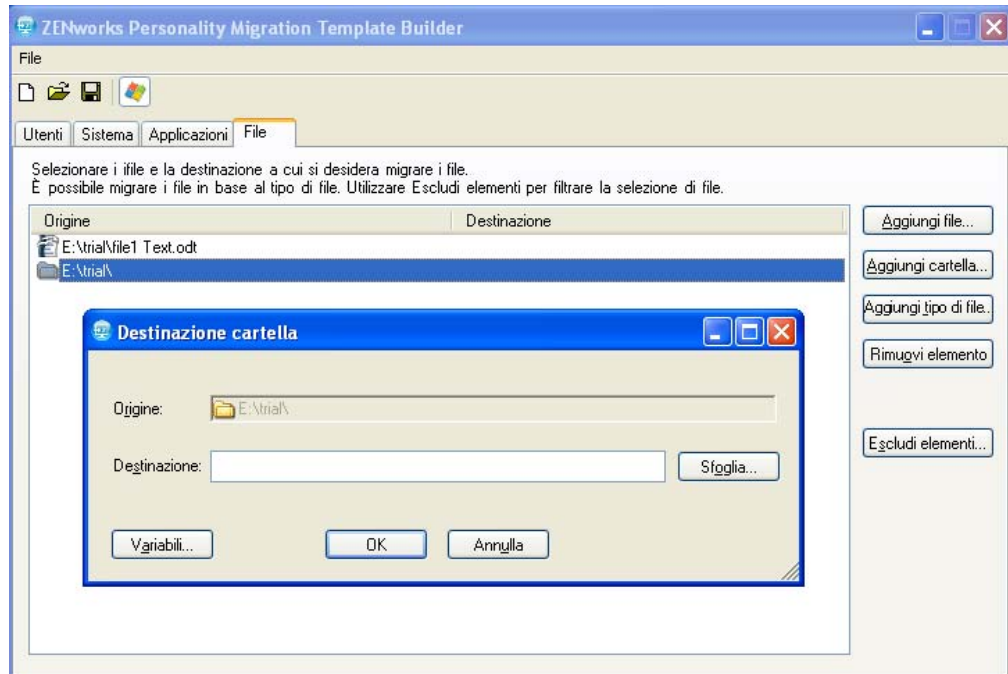 ZENworks Personality Migration Template Builder
File
Utenti Sistema Applicazioni File
Selezionare i ifile e la destinazione a cui si desidera migrare i file.
È possibile migrare i file in base al tipo di file. Utilizzare Escludi elementi per filtrare la selezione di file.
Origine Destinazione
E:\trial\file1 Text.odt
E:\trial\
Aggiungi file...
Aggiungi cartella...
Aggiungi tipo di file..
Rimuovi elemento
Escludi elementi...
Destinazione cartella
Origine: E:\trial\
Destinazione: Sfoglia...
Variabili... OK Annulla